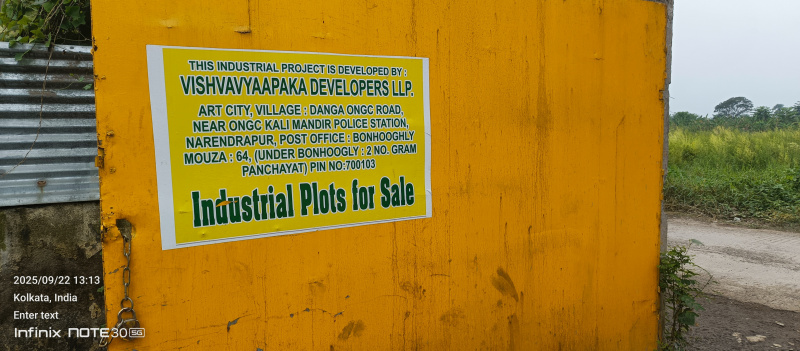 THIS INDUSTRIAL PROJECT IS DEVELOPED BY :
VISHVAVYAAPAKA DEVELOPERS LLP.
ART CITY, VILLAGE : DANGA ONGC ROAD,
NEAR ONGC KALI MANDIR POLICE STATION,
NARENDRAPUR, POST OFFICE : BONHOOGHLY
MOUZA : 64, (UNDER BONHOOGLY : 2 NO. GRAM
PANCHAYAT) PIN NO:700103
Industrial Plots for Sale
2025/09/22 13:13
Kolkata, India
Enter text
Infinix NOTE 30 5G